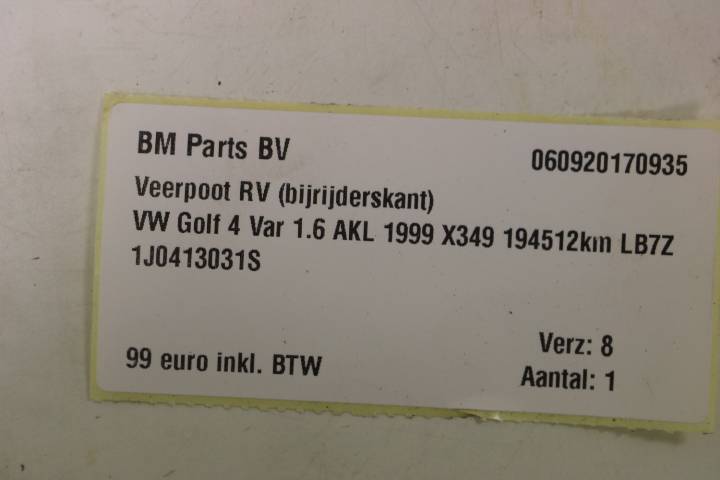 BM Parts BV 060920170935
Veerpoot RV (bijrijderskant)
VW Golf 4 Var 1.6 AKL 1999 X349 194512km LB7Z
1J0413031S
Verz: 8
99 euro inkl. BTW Aantal: 1